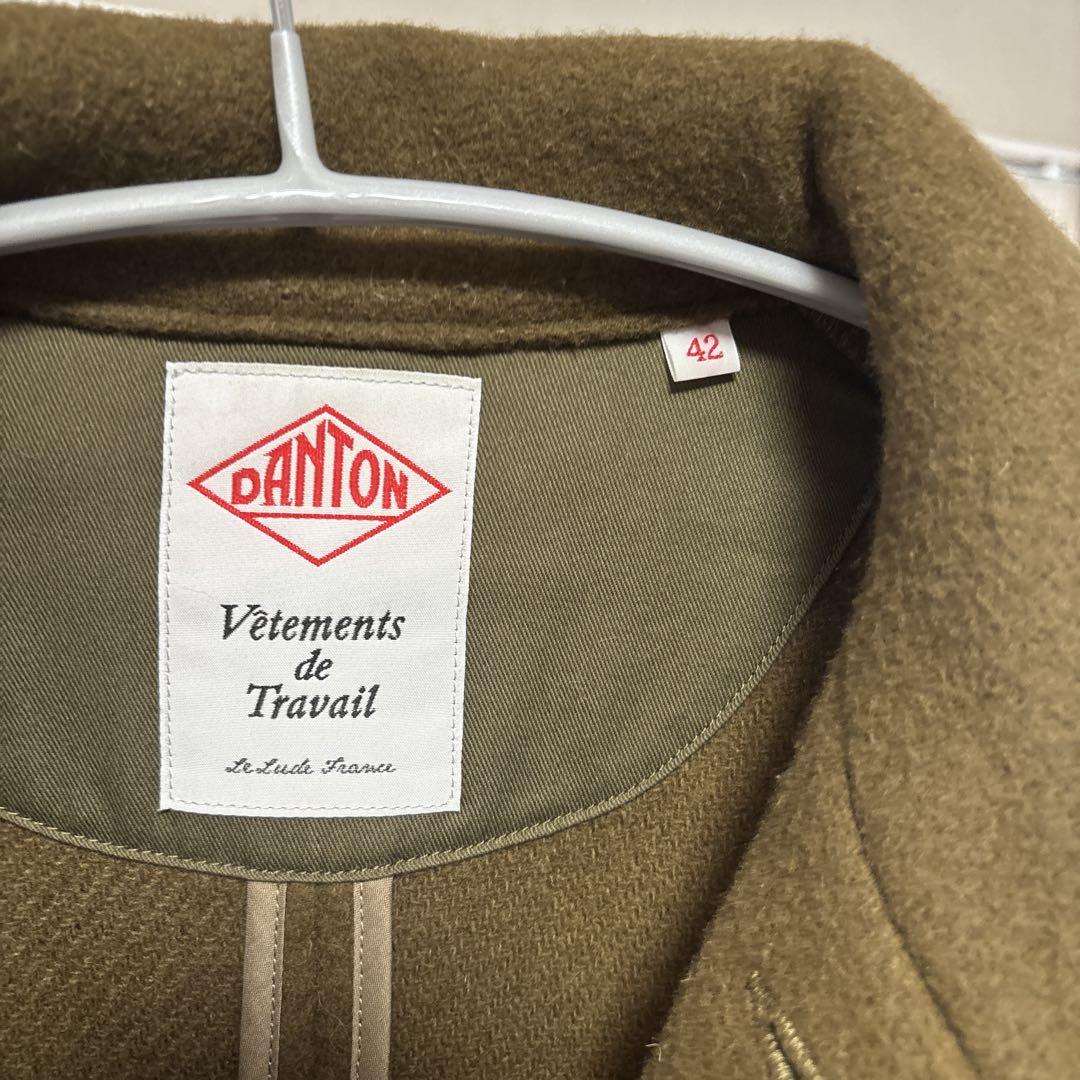 42
DANTON
Vêtements
de
Travail
Le Lude France